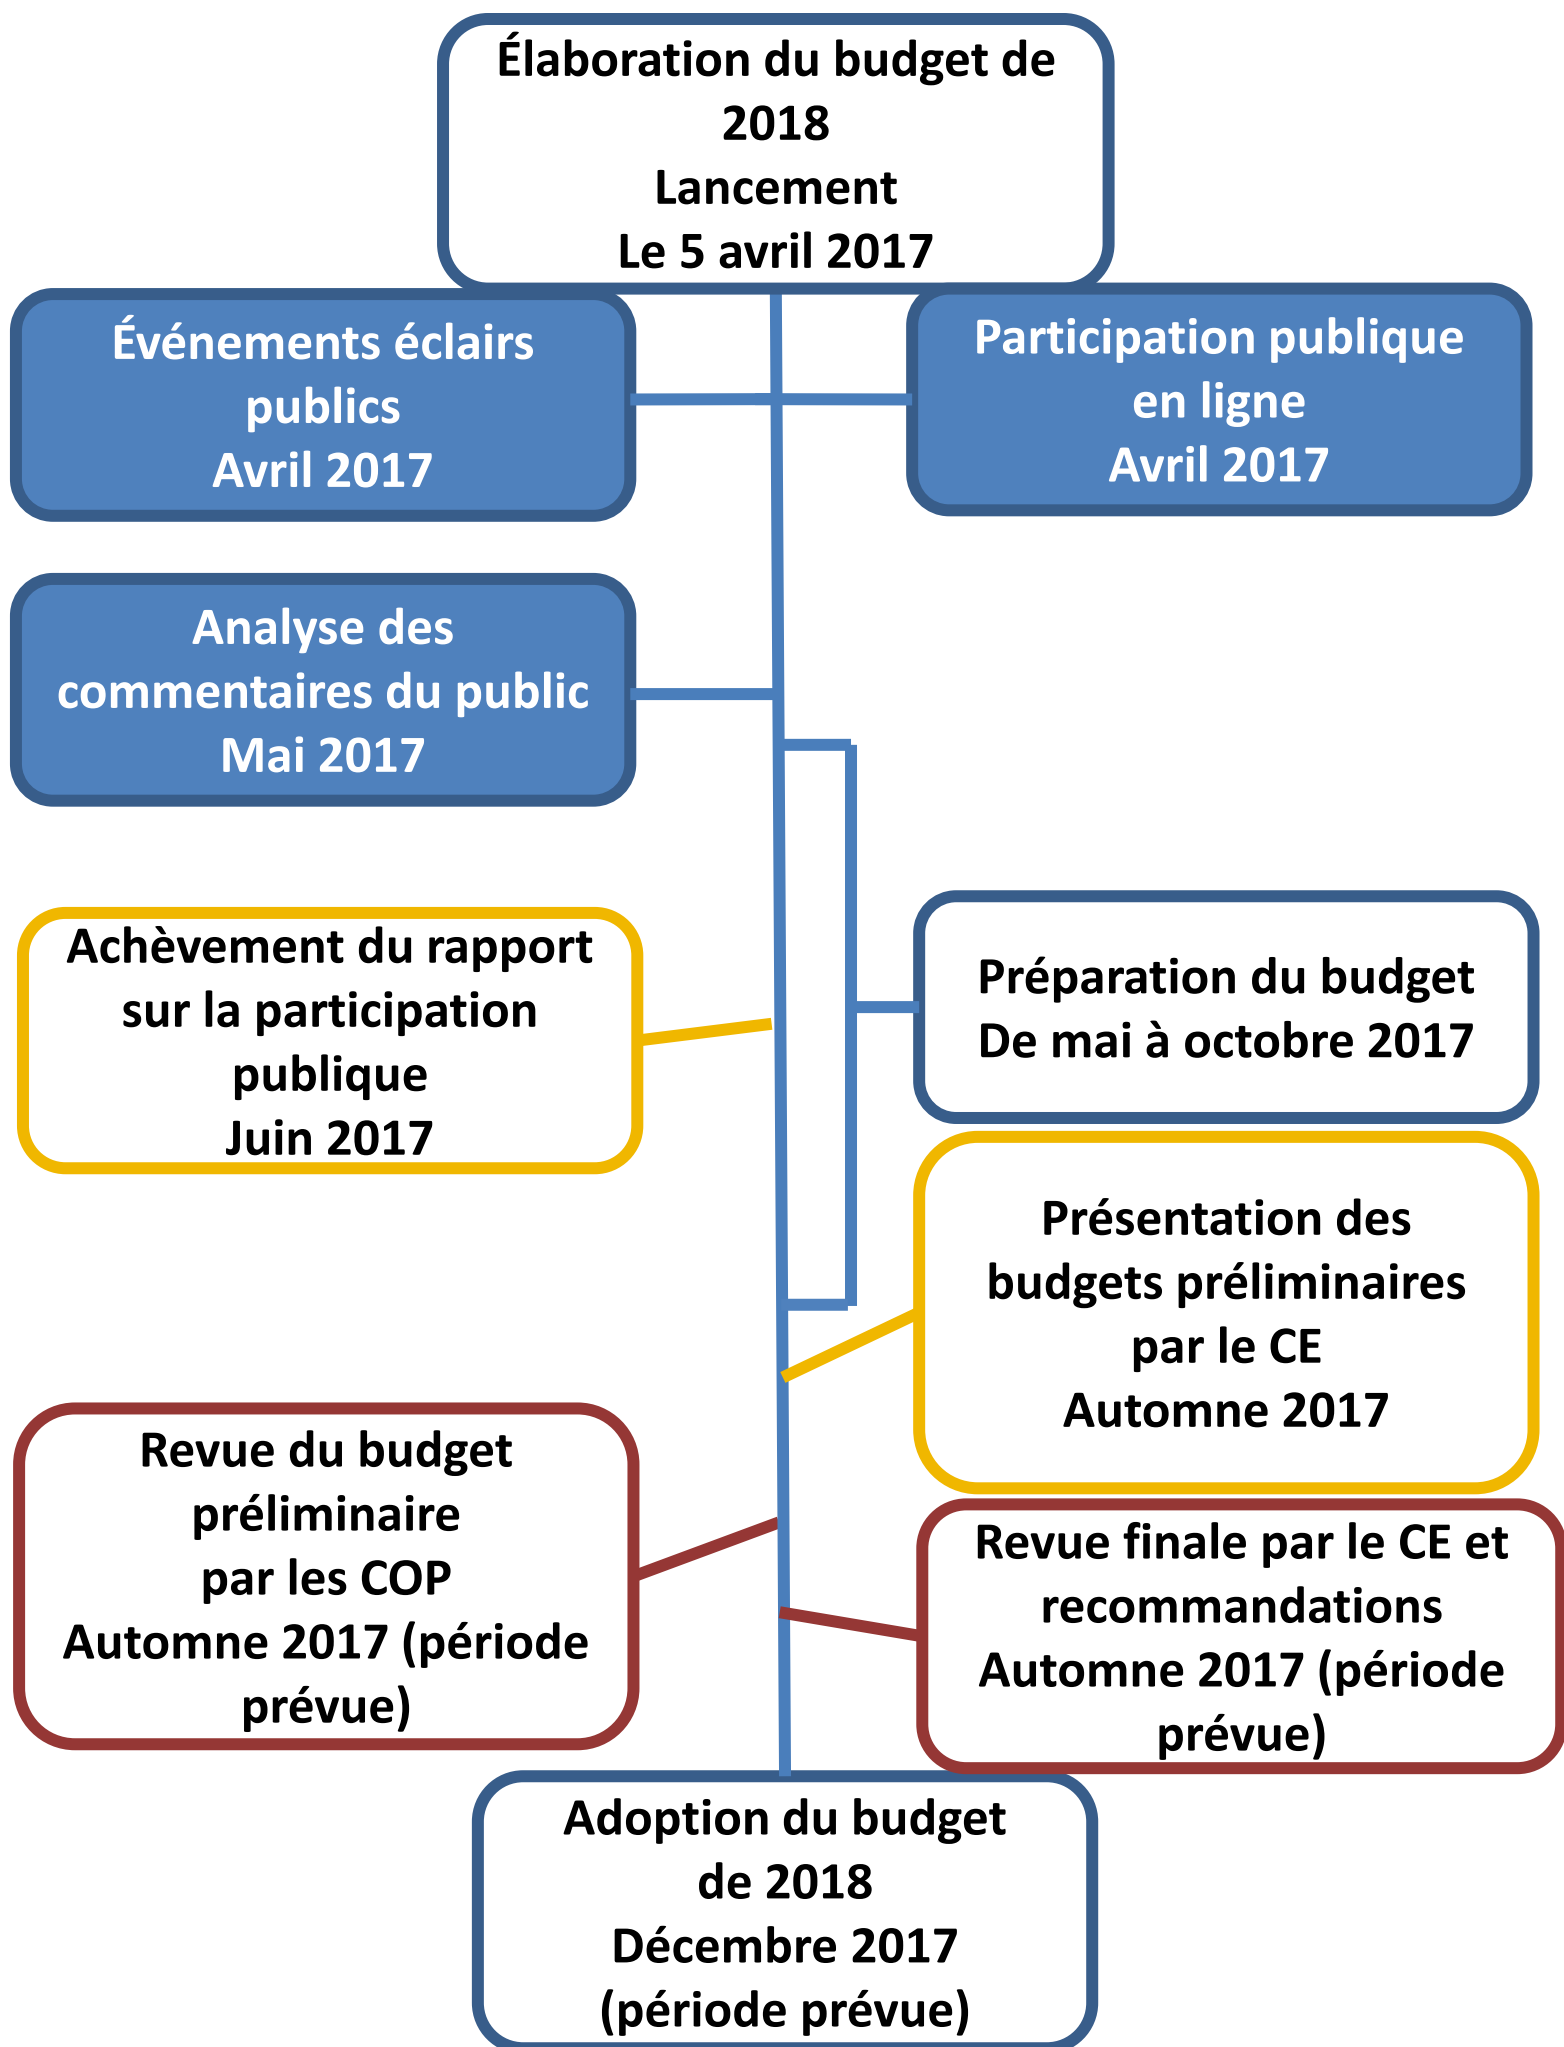 Élaboration du budget de
2018
Lancement
Le 5 avril 2017
Événements éclairs
publics
Avril 2017
Participation publique
en ligne
Avril 2017
Analyse des
commentaires du public
Mai 2017
Achèvement du rapport
sur la participation
publique
Juin 2017
Préparation du budget
De mai à octobre 2017
Présentation des
budgets préliminaires
par le CE
Automne 2017
Revue du budget
préliminaire
par les COP
Automne 2017 (période
prévue)
Revue finale par le CE et
recommandations
Automne 2017 (période
prévue)
Adoption du budget
de 2018
Décembre 2017
(période prévue)